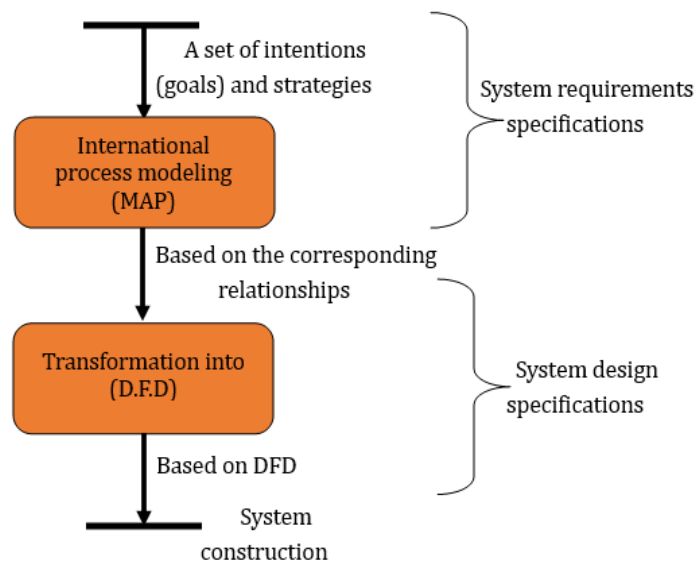 A set of intentions
(goals) and strategies
System requirements
specifications
International
process modeling
(MAP)
Based on the corresponding
relationships
Transformation into
(D.F.D)
System design
specifications
Based on DFD
System
construction